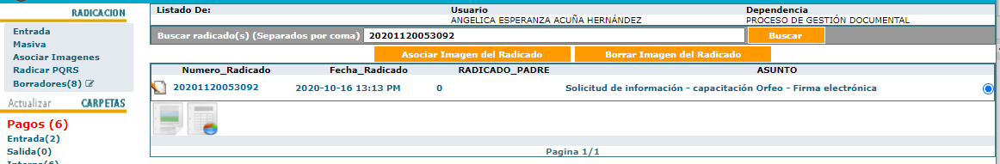 RADICACION
Entrada
Masiva
Asociar Imagenes
Radicar PQRS
Borradores(8)
Actualizar CARPETAS
Pagos (6)
Entrada(2)
Salida(0)
Interna(6)
Listado De: Usuario Dependencia
ANGELICA ESPERANZA ACUÑA HERNÁNDEZ PROCESO DE GESTIÓN DOCUMENTAL
Buscar radicado(s) (Separados por coma) 20201120053092 Buscar
Asociar Imagen del Radicado Borrar Imagen del Radicado
Numero_Radicado Fecha_Radicado RADICADO_PADRE ASUNTO
20201120053092 2020-10-16 13:13 PM 0 Solicitud de información - capacitación Orfeo - Firma electrónica
Pagina 1/1